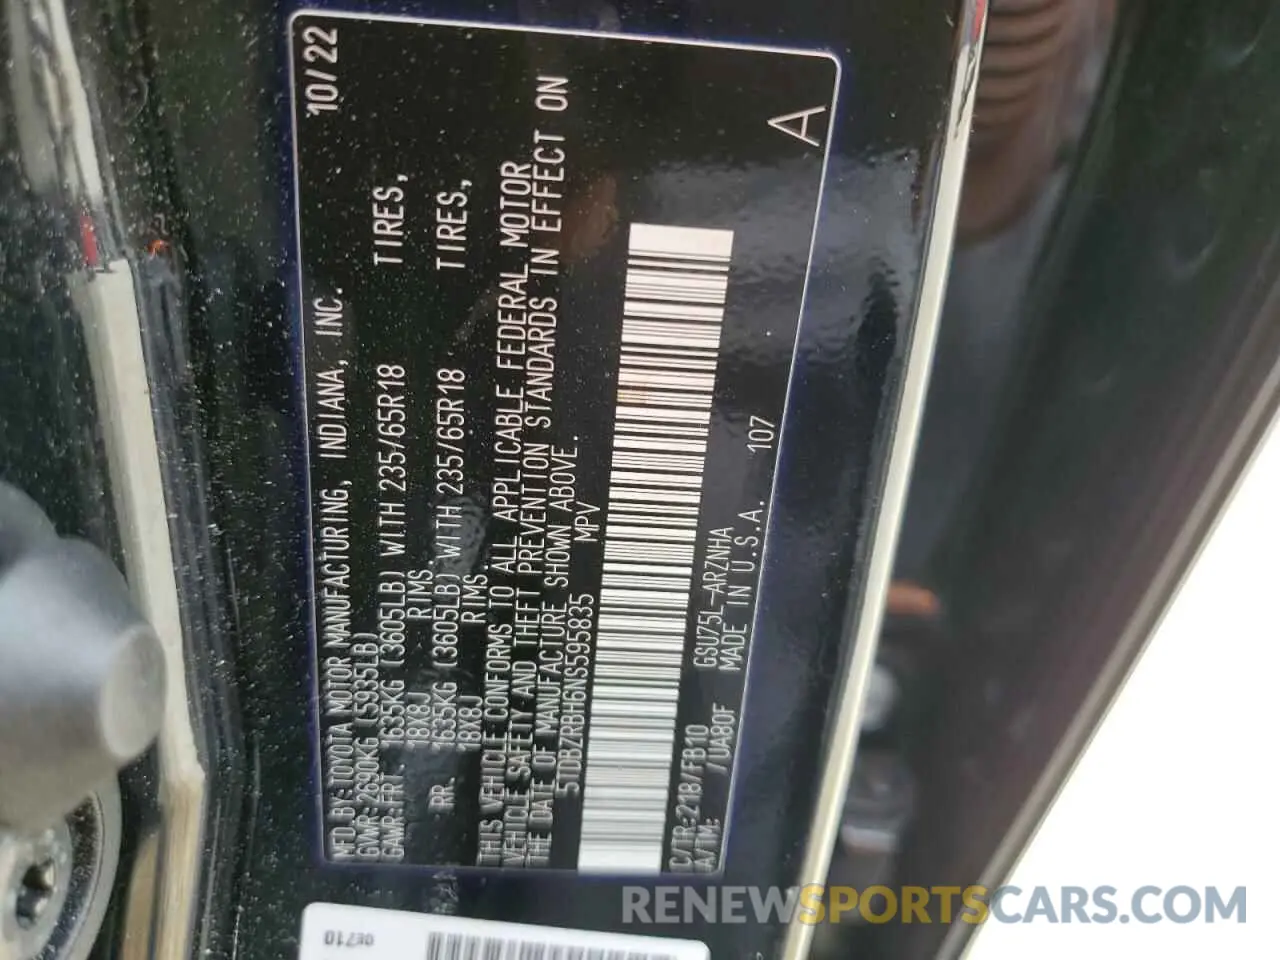 MFD. BY: TOYOTA MOTOR MANUFACTURING, INDIANA, INC. 10/22
GVWR: 2690KG (5935LB)
GAWR: FRT. 1635KG (3605LB) WITH 235/65R18 TIRES,
18X8J RIMS.
RR. 1635KG (3605LB) WITH 235/65R18 TIRES,
18X8J RIMS.
THIS VEHICLE CONFORMS TO ALL APPLICABLE FEDERAL MOTOR
VEHICLE SAFETY AND THEFT PREVENTION STANDARDS IN EFFECT ON
THE DATE OF MANUFACTURE SHOWN ABOVE.
5TDBZRBH6NS595835 MPV
C/TR: 218/FB10 GSU75L-ARZNHA
A/TM: /UA80F MADE IN U.S.A. 107
A
0E710
RENEWSPORTSCARS.COM